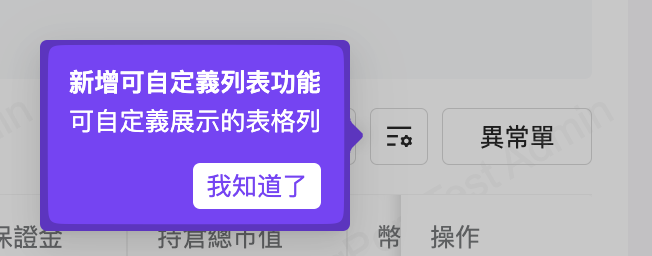 新增可自定義列表功能
可自定義展示的表格列
我知道了
異常單
保證金
持倉總市值
幣
操作
Test Admin